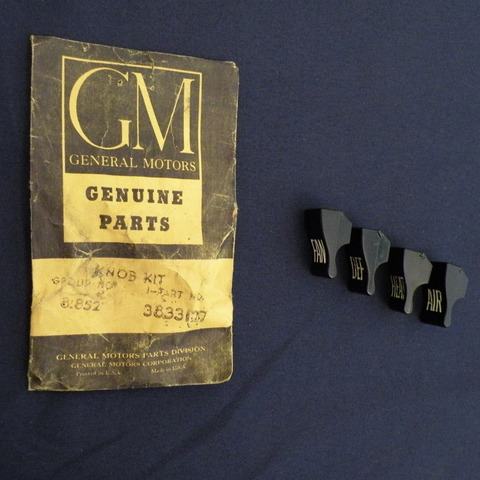 GM
GENERAL MOTORS
GENUINE
PARTS
KNOB KIT
GROUP NO. 1-PART NO.
8.852
GENERAL MOTORS PARTS DIVISION
GENERAL MOTORS CORPORATION
Printed in U.S.A. Made in U.S.A.
FAN
DEF
HEAT
AIR